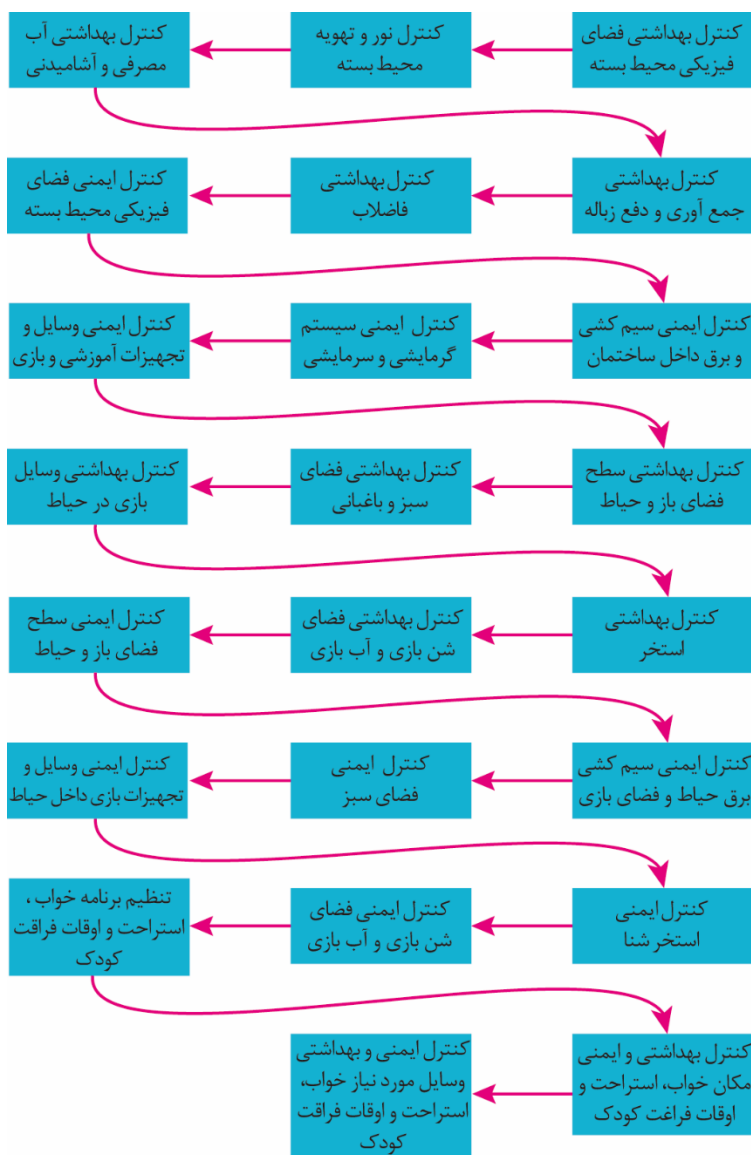 کنترل بهداشتی فضای
فیزیکی محیط بسته
کنترل نور و تهویه
محیط بسته
کنترل بهداشتی آب
مصرفی و آشامیدنی
کنترل بهداشتی
جمع آوری و دفع زباله
کنترل بهداشتی
فاضلاب
کنترل ایمنی فضای
فیزیکی محیط بسته
کنترل ایمنی سیم کشی
و برق داخل ساختمان
کنترل ایمنی سیستم
گرمایشی و سرمایشی
کنترل ایمنی وسایل و
تجهیزات آموزشی و بازی
کنترل بهداشتی سطح
فضای باز و حیاط
کنترل بهداشتی فضای
سبز و باغبانی
کنترل بهداشتی وسایل
بازی در حیاط
کنترل بهداشتی
استخر
کنترل بهداشتی فضای
شن بازی و آب بازی
کنترل ایمنی سطح
فضای باز و حیاط
کنترل ایمنی سیم کشی
برق حیاط و فضای بازی
کنترل ایمنی
فضای سبز
کنترل ایمنی وسایل و
تجهیزات بازی داخل حیاط
کنترل ایمنی
استخر شنا
کنترل ایمنی فضای
شن بازی و آب بازی
تنظیم برنامه خواب ،
استراحت و اوقات فراقت
کودک
کنترل بهداشتی و ایمنی
مکان خواب، استراحت و
اوقات فراغت کودک
کنترل ایمنی و بهداشتی
وسایل مورد نیاز خواب،
استراحت و اوقات فراقت
کودک